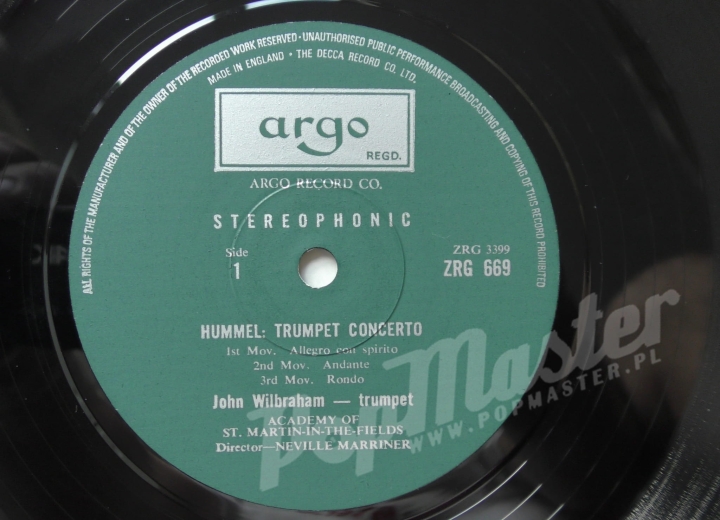 ALL RIGHTS OF THE MANUFACTURER AND OF THE OWNER OF THE RECORDED WORK RESERVED · UNAUTHORISED PUBLIC PERFORMANCE BROADCASTING AND COPYING OF THIS RECORD PROHIBITED
MADE IN ENGLAND · THE DECCA RECORD CO. LTD.
argo
REGD.
ARGO RECORD CO.
STEREOPHONIC
Side
1
ZRG 3399
ZRG 669
HUMMEL: TRUMPET CONCERTO
1st Mov. Allegro con spirito
2nd Mov. Andante
3rd Mov. Rondo
John Wilbraham — trumpet
ACADEMY OF
ST. MARTIN-IN-THE-FIELDS
Director—NEVILLE MARRINER
PopMaster
WWW.POPMASTER.PL